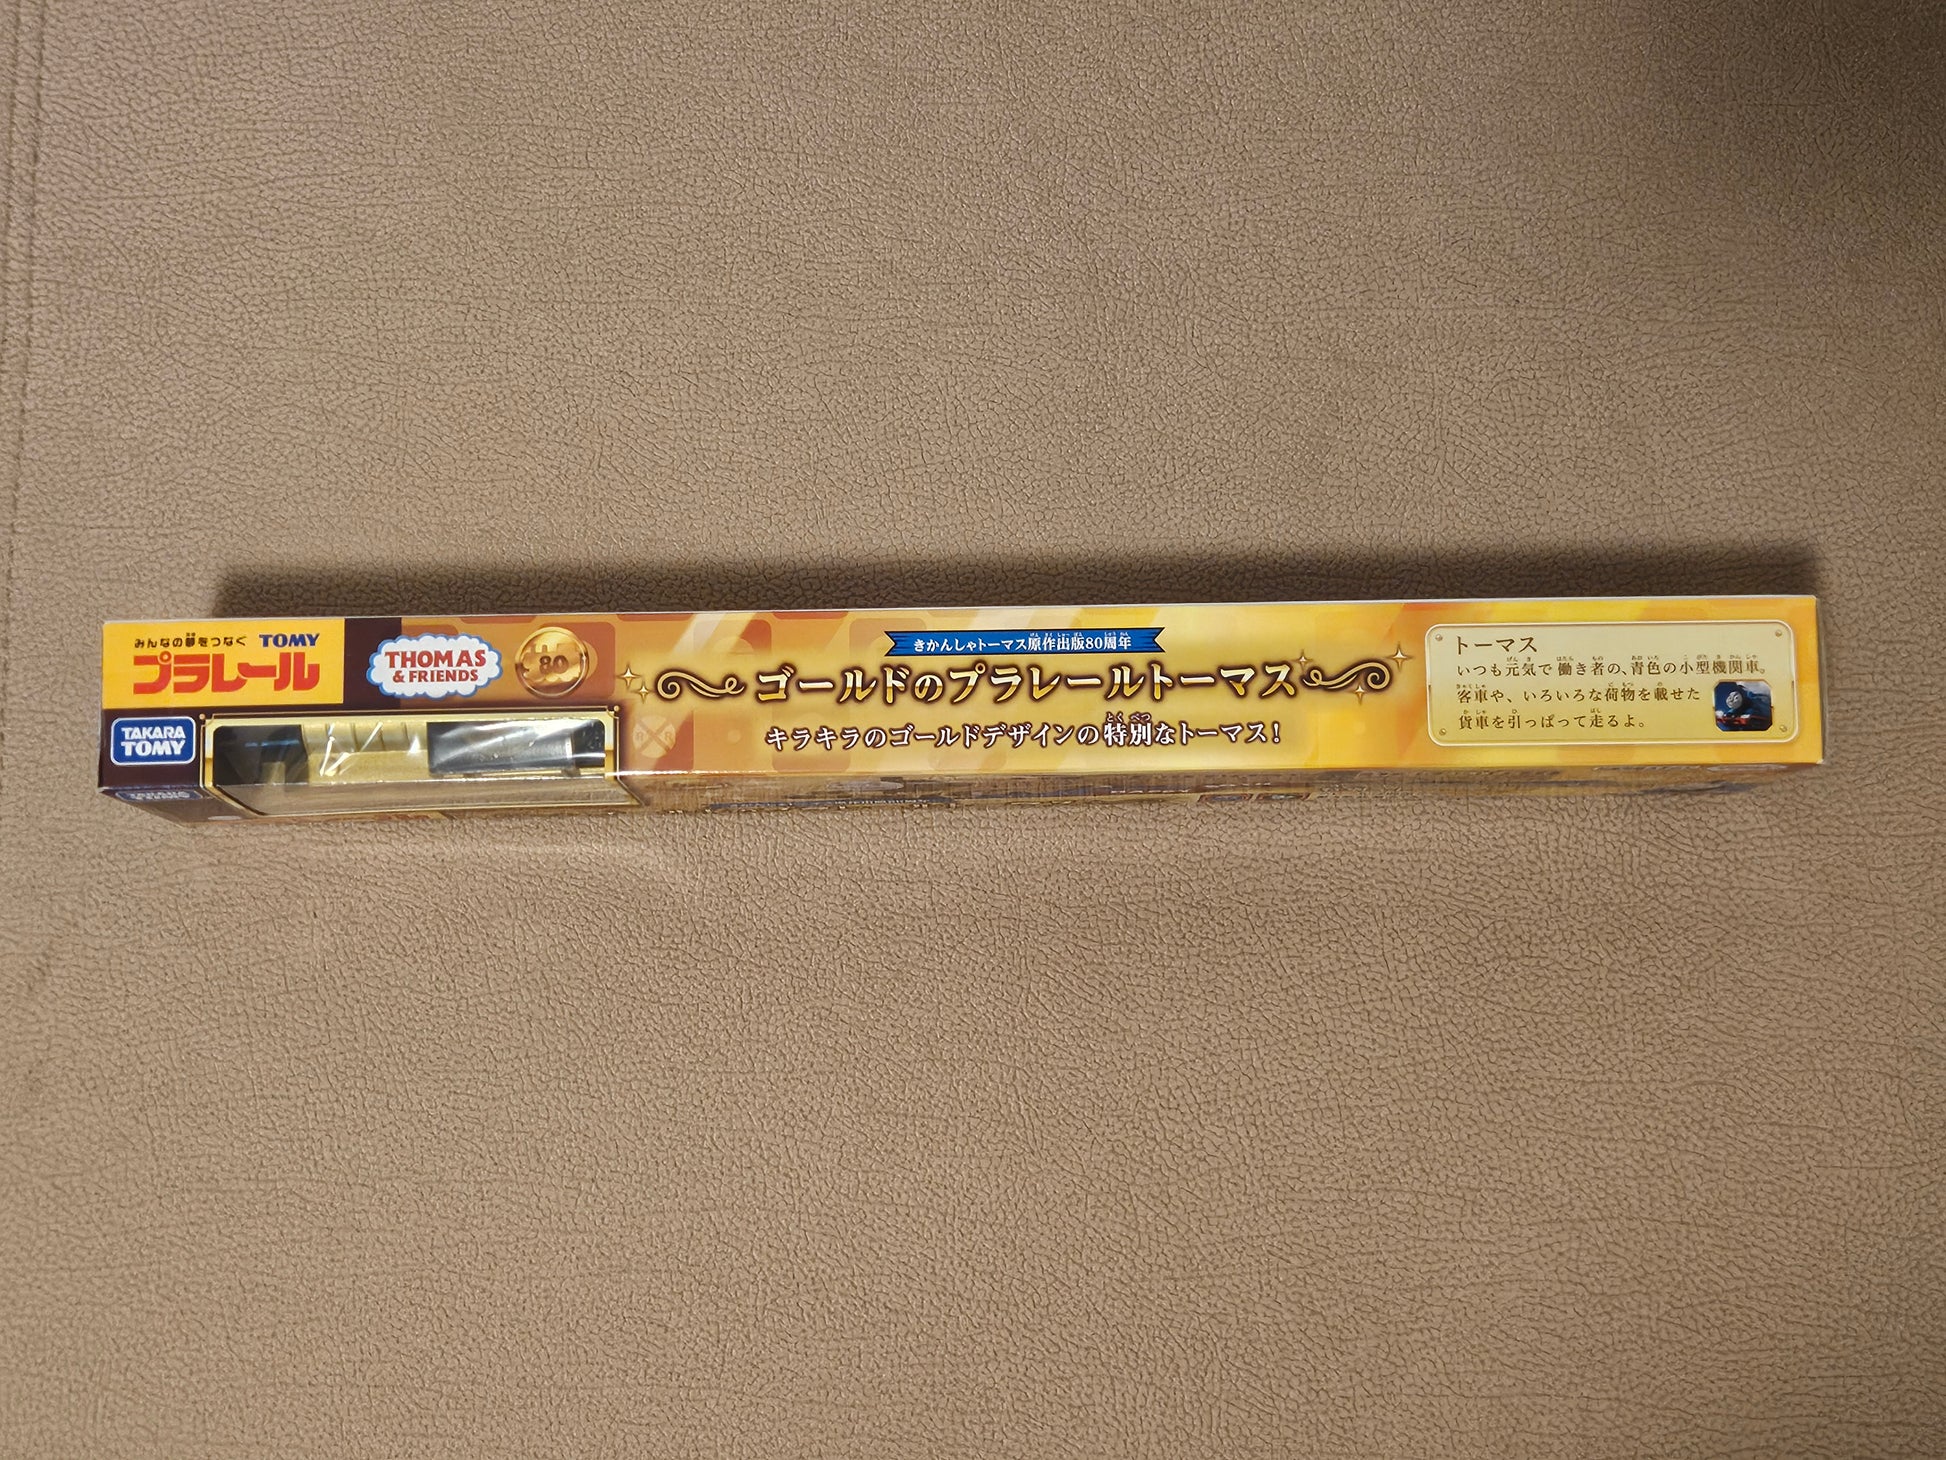 みんなの夢をつなぐ TOMY
プラレール
TAKARA
TOMY
THOMAS
& FRIENDS
80
きかんしゃトーマス原作出版80周年
ゴールドのプラレールトーマス
キラキラのゴールドデザインの特別なトーマス!
トーマス
いつも元気で働き者の、青色の小型機関車。
客車や、いろいろな荷物を載せた
貨車を引っぱって走るよ。